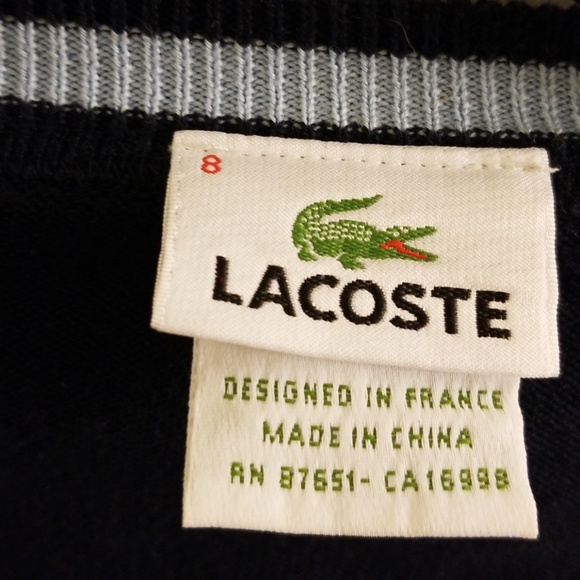 8
LACOSTE
DESIGNED IN FRANCE
MADE IN CHINA
RN 87651- CA16998